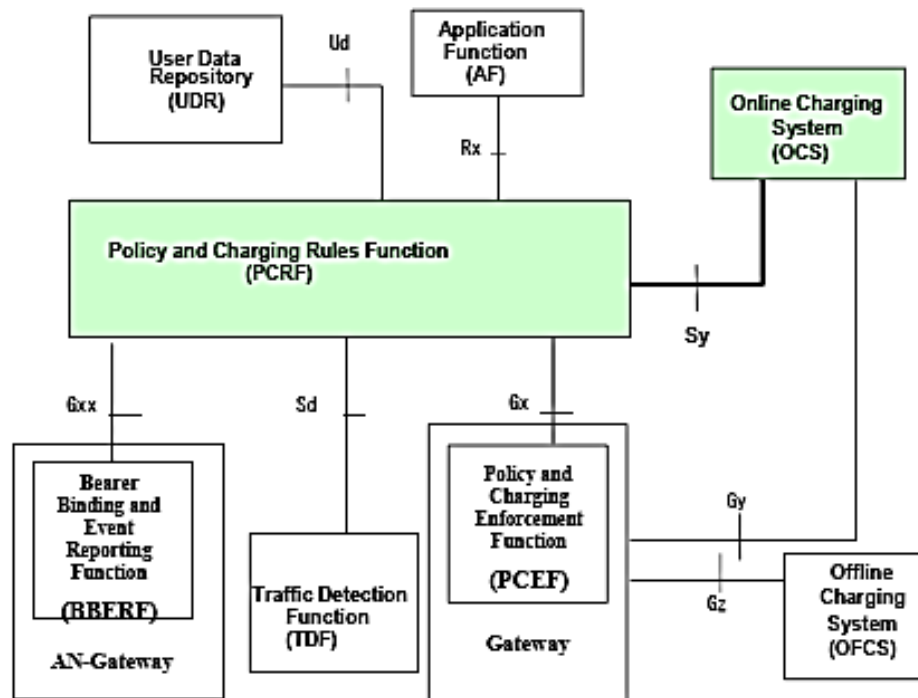 User Data
Repository
(UDR)
Ud
Application
Function
(AF)
Rx
Online Charging
System
(OCS)
Policy and Charging Rules Function
(PCRF)
Sy
Gxx
Sd
Gx
Bearer
Binding and
Event
Reporting
Function
(BBERF)
AN-Gateway
Traffic Detection
Function
(TDF)
Policy and
Charging
Enforcement
Function
(PCEF)
Gateway
Gy
Gz
Offline
Charging
System
(OFCS)